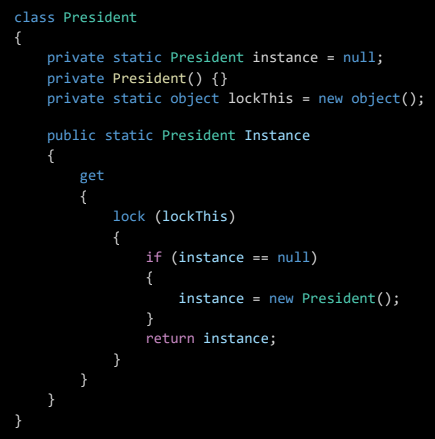 class President
{
    private static President instance = null;
    private President() {}
    private static object lockThis = new object();

    public static President Instance
    {
        get
        {
            lock (lockThis)
            {
                if (instance == null)
                {
                    instance = new President();
                }
                return instance;
            }
        }
    }
}